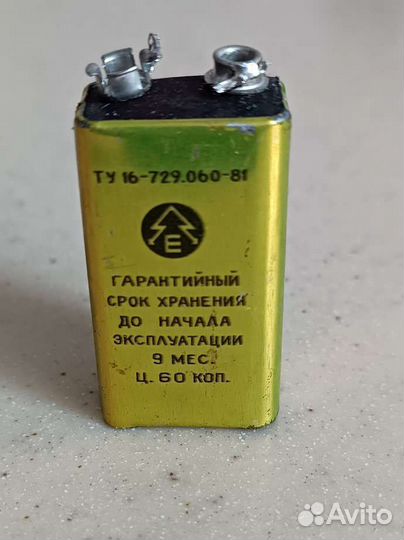 ТУ 16-729.060-81
Е
ГАРАНТИЙНЫЙ
СРОК ХРАНЕНИЯ
ДО НАЧАЛА
ЭКСПЛУАТАЦИИ
9 МЕС.
Ц. 60 КОП.
Avito